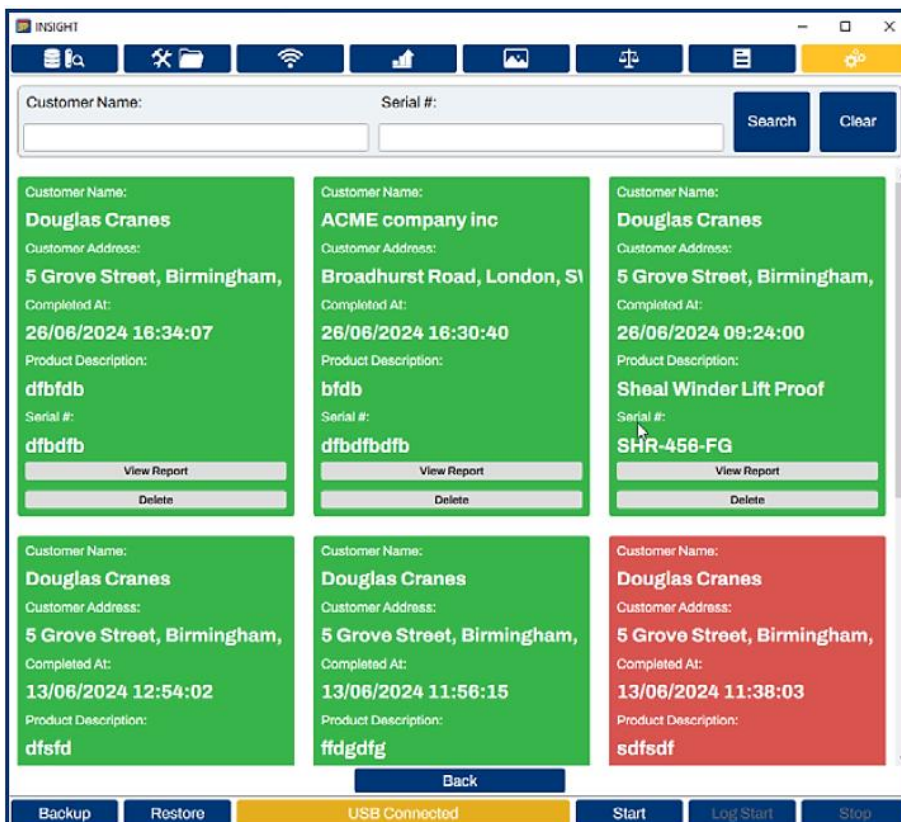 INSIGHT
Customer Name:
Serial #:
Search
Clear
Customer Name:
Douglas Cranes
Customer Address:
5 Grove Street, Birmingham,
Completed At:
26/06/2024 16:34:07
Product Description:
dfbfdb
Serial #:
dfbdfb
View Report
Delete
Customer Name:
ACME company inc
Customer Address:
Broadhurst Road, London, S
Completed At:
26/06/2024 16:30:40
Product Description:
bfdb
Serial #:
dfbdfbdfb
View Report
Delete
Customer Name:
Douglas Cranes
Customer Address:
5 Grove Street, Birmingham,
Completed At:
26/06/2024 09:24:00
Product Description:
Sheal Winder Lift Proof
Serial #:
SHR-456-FG
View Report
Delete
Customer Name:
Douglas Cranes
Customer Address:
5 Grove Street, Birmingham,
Completed At:
13/06/2024 12:54:02
Product Description:
dfsfd
Customer Name:
Douglas Cranes
Customer Address:
5 Grove Street, Birmingham,
Completed At:
13/06/2024 11:56:15
Product Description:
ffdgdfg
Customer Name:
Douglas Cranes
Customer Address:
5 Grove Street, Birmingham,
Completed At:
13/06/2024 11:38:03
Product Description:
sdfsdf
Back
Backup
Restore
USB Connected
Start
Log Start
Stop